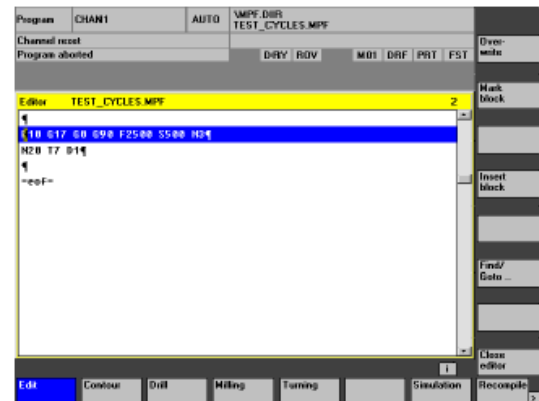 Program CHAN1 AUTO \MPF.DIR
TEST_CYCLES.MPF
Channel reset
Program aborted DRY ROV M01 DRF PRT FST
Over-
write
Mark
block
Editor TEST_CYCLES.MPF 2
¶
N10 G17 G0 G90 F2500 S500 M3¶
N20 T7 D1¶
¶
=eoF=
Insert
block
Find/
Goto ...
Close
editor
i
Edit Contour Drill Milling Turning Simulation Recompile >